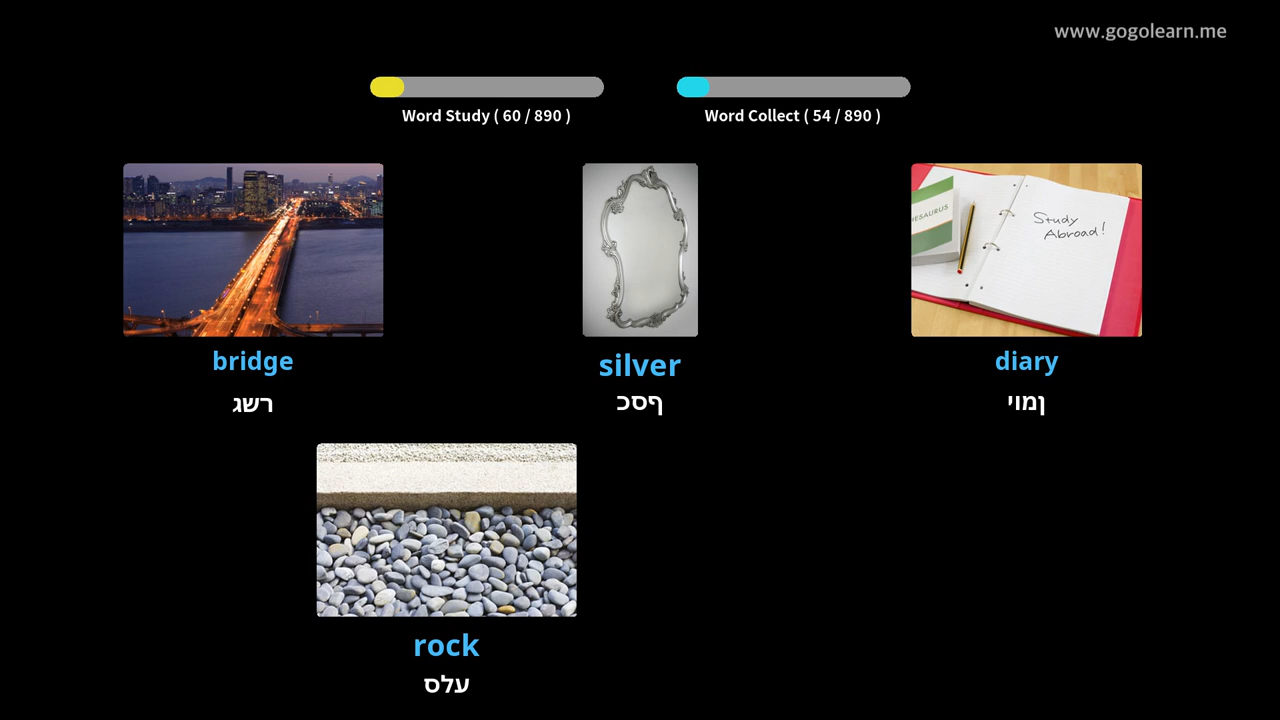 www.gogolearn.me
Word Study ( 60 / 890 )
Word Collect ( 54 / 890 )
HESAURUS
Study
Abroad!
bridge
silver
diary
רשג
ףסכ
ןמוי
rock
עלס